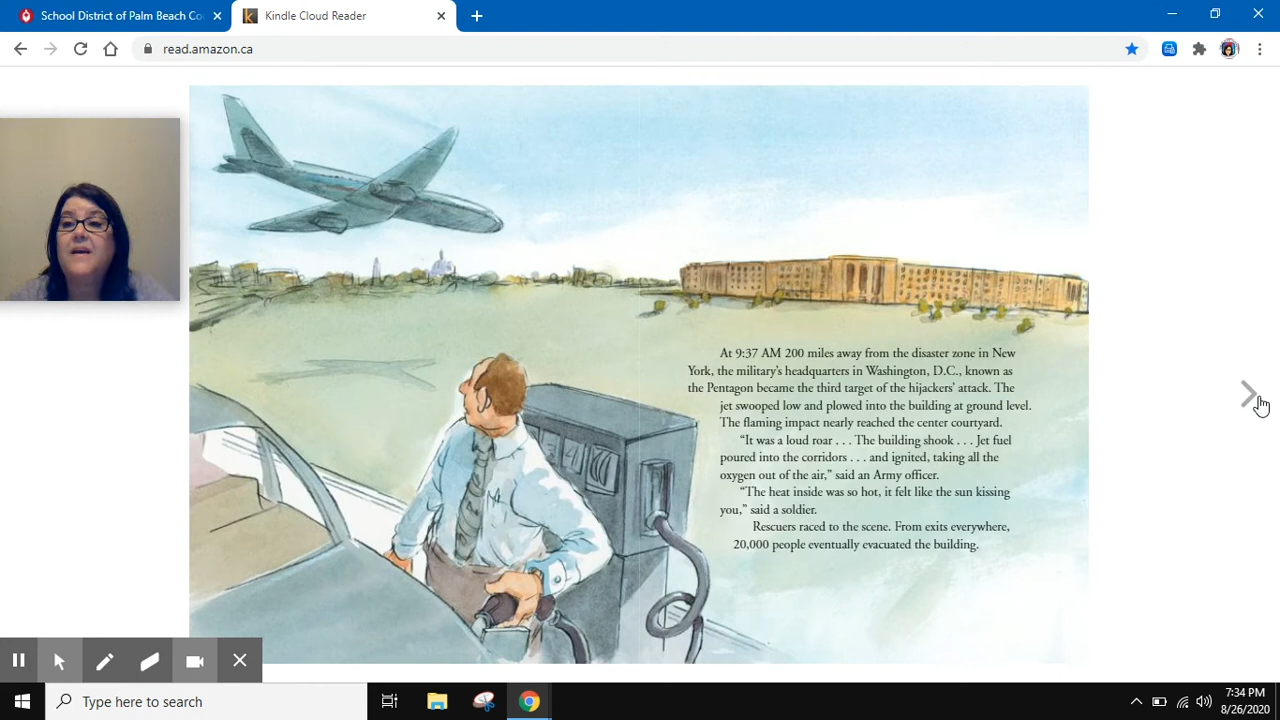 School District of Palm Beach Co
Kindle Cloud Reader
read.amazon.ca
At 9:37 AM 200 miles away from the disaster zone in New
York, the military's headquarters in Washington, D.C., known as
the Pentagon became the third target of the hijackers' attack. The
jet swooped low and plowed into the building at ground level.
The flaming impact nearly reached the center courtyard.
"It was a loud roar . . . The building shook . . . Jet fuel
poured into the corridors . . . and ignited, taking all the
oxygen out of the air," said an Army officer.
"The heat inside was so hot, it felt like the sun kissing
you," said a soldier.
Rescuers raced to the scene. From exits everywhere,
20,000 people eventually evacuated the building.
Type here to search
7:34 PM
8/26/2020